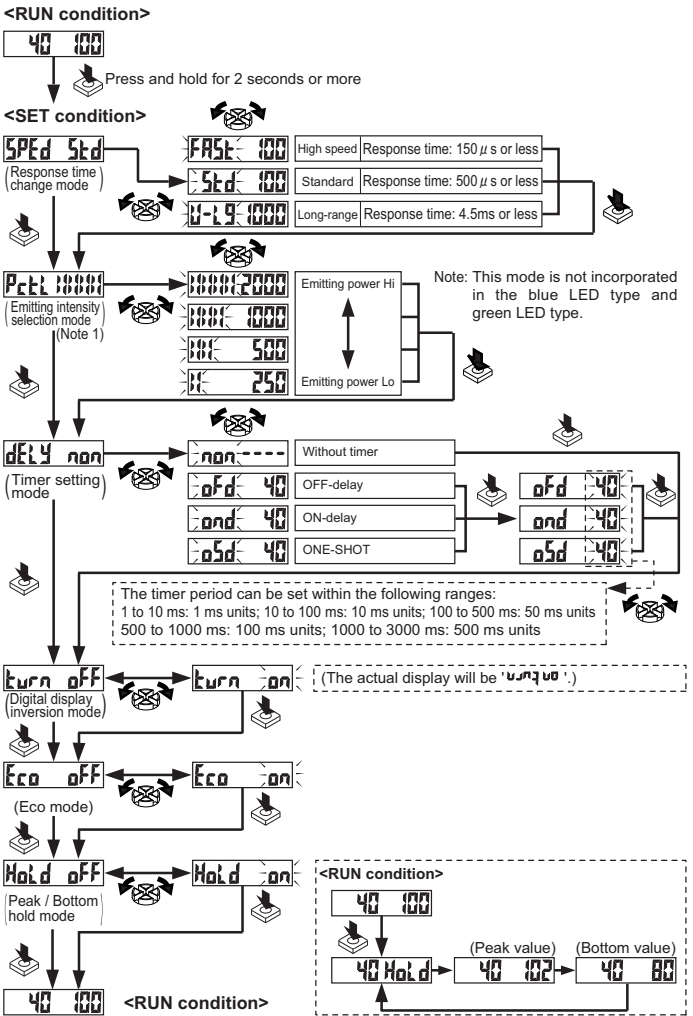 <RUN condition>
40 100
Press and hold for 2 seconds or more
<SET condition>
SPEd Std
(Response time
change mode)
FASt 100
High speed Response time: 150 μ s or less
Std 100
Standard Response time: 500 μ s or less
U-LG 1000
Long-range Response time: 4.5ms or less
PctL
(Emitting intensity
selection mode)
(Note 1)
2000
Emitting power Hi
1000
500
250
Emitting power Lo
Note: This mode is not incorporated
in the blue LED type and
green LED type.
dELY non
(Timer setting
mode)
non ----
Without timer
oFd 40
OFF-delay
ond 40
ON-delay
oSd 40
ONE-SHOT
oFd 40
ond 40
oSd 40
The timer period can be set within the following ranges:
1 to 10 ms: 1 ms units; 10 to 100 ms: 10 ms units; 100 to 500 ms: 50 ms units
500 to 1000 ms: 100 ms units; 1000 to 3000 ms: 500 ms units
turn oFF
turn on
(The actual display will be ' '.)
(Digital display
inversion mode)
Eco oFF
Eco on
(Eco mode)
HoLd oFF
HoLd on
(Peak / Bottom
hold mode)
40 100
<RUN condition>
<RUN condition>
40 100
(Peak value) (Bottom value)
40 HoLd
40 102
40 80